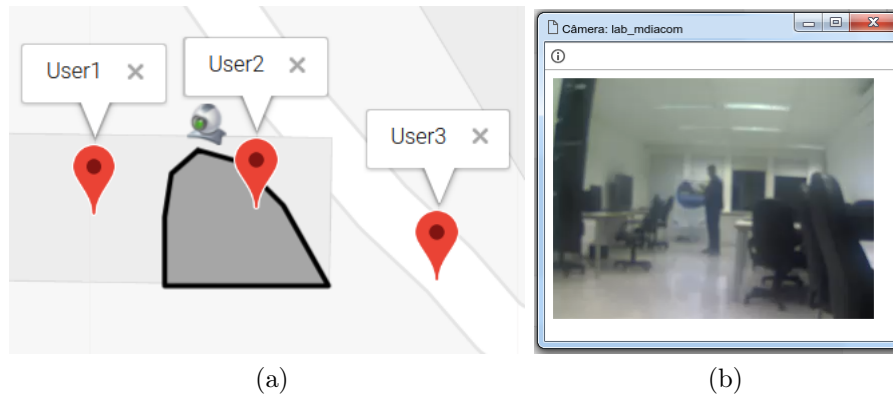 User1 ×
User2 ×
User3 ×
Câmera: lab_mdiacom
(a)
(b)